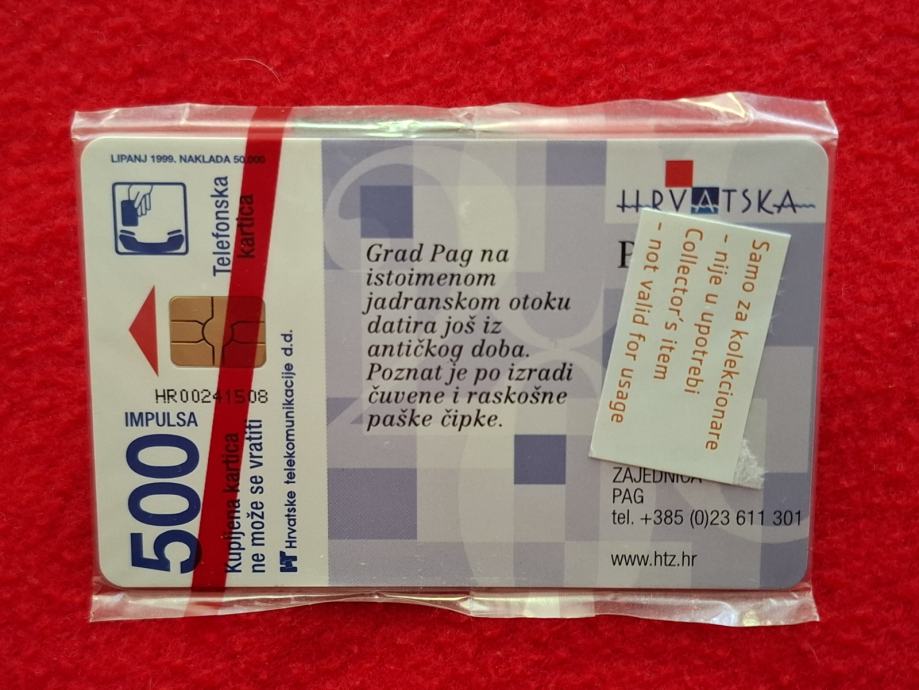 LIPANJ 1999. NAKLADA 50.000
Telefonska
kartica
HR00241508
IMPULSA
500
Kupljena kartica
ne može se vratiti
HT Hrvatske telekomunikacije d.d.
Grad Pag na
istoimenom
jadranskom otoku
datira još iz
antičkog doba.
Poznat je po izradi
čuvene i raskošne
paške čipke.
HRVATSKA
Samo za kolekcionare
- nije u upotrebi
Collector's item
- not valid for usage
ZAJEDNICA
PAG
tel. +385 (0)23 611 301
www.htz.hr